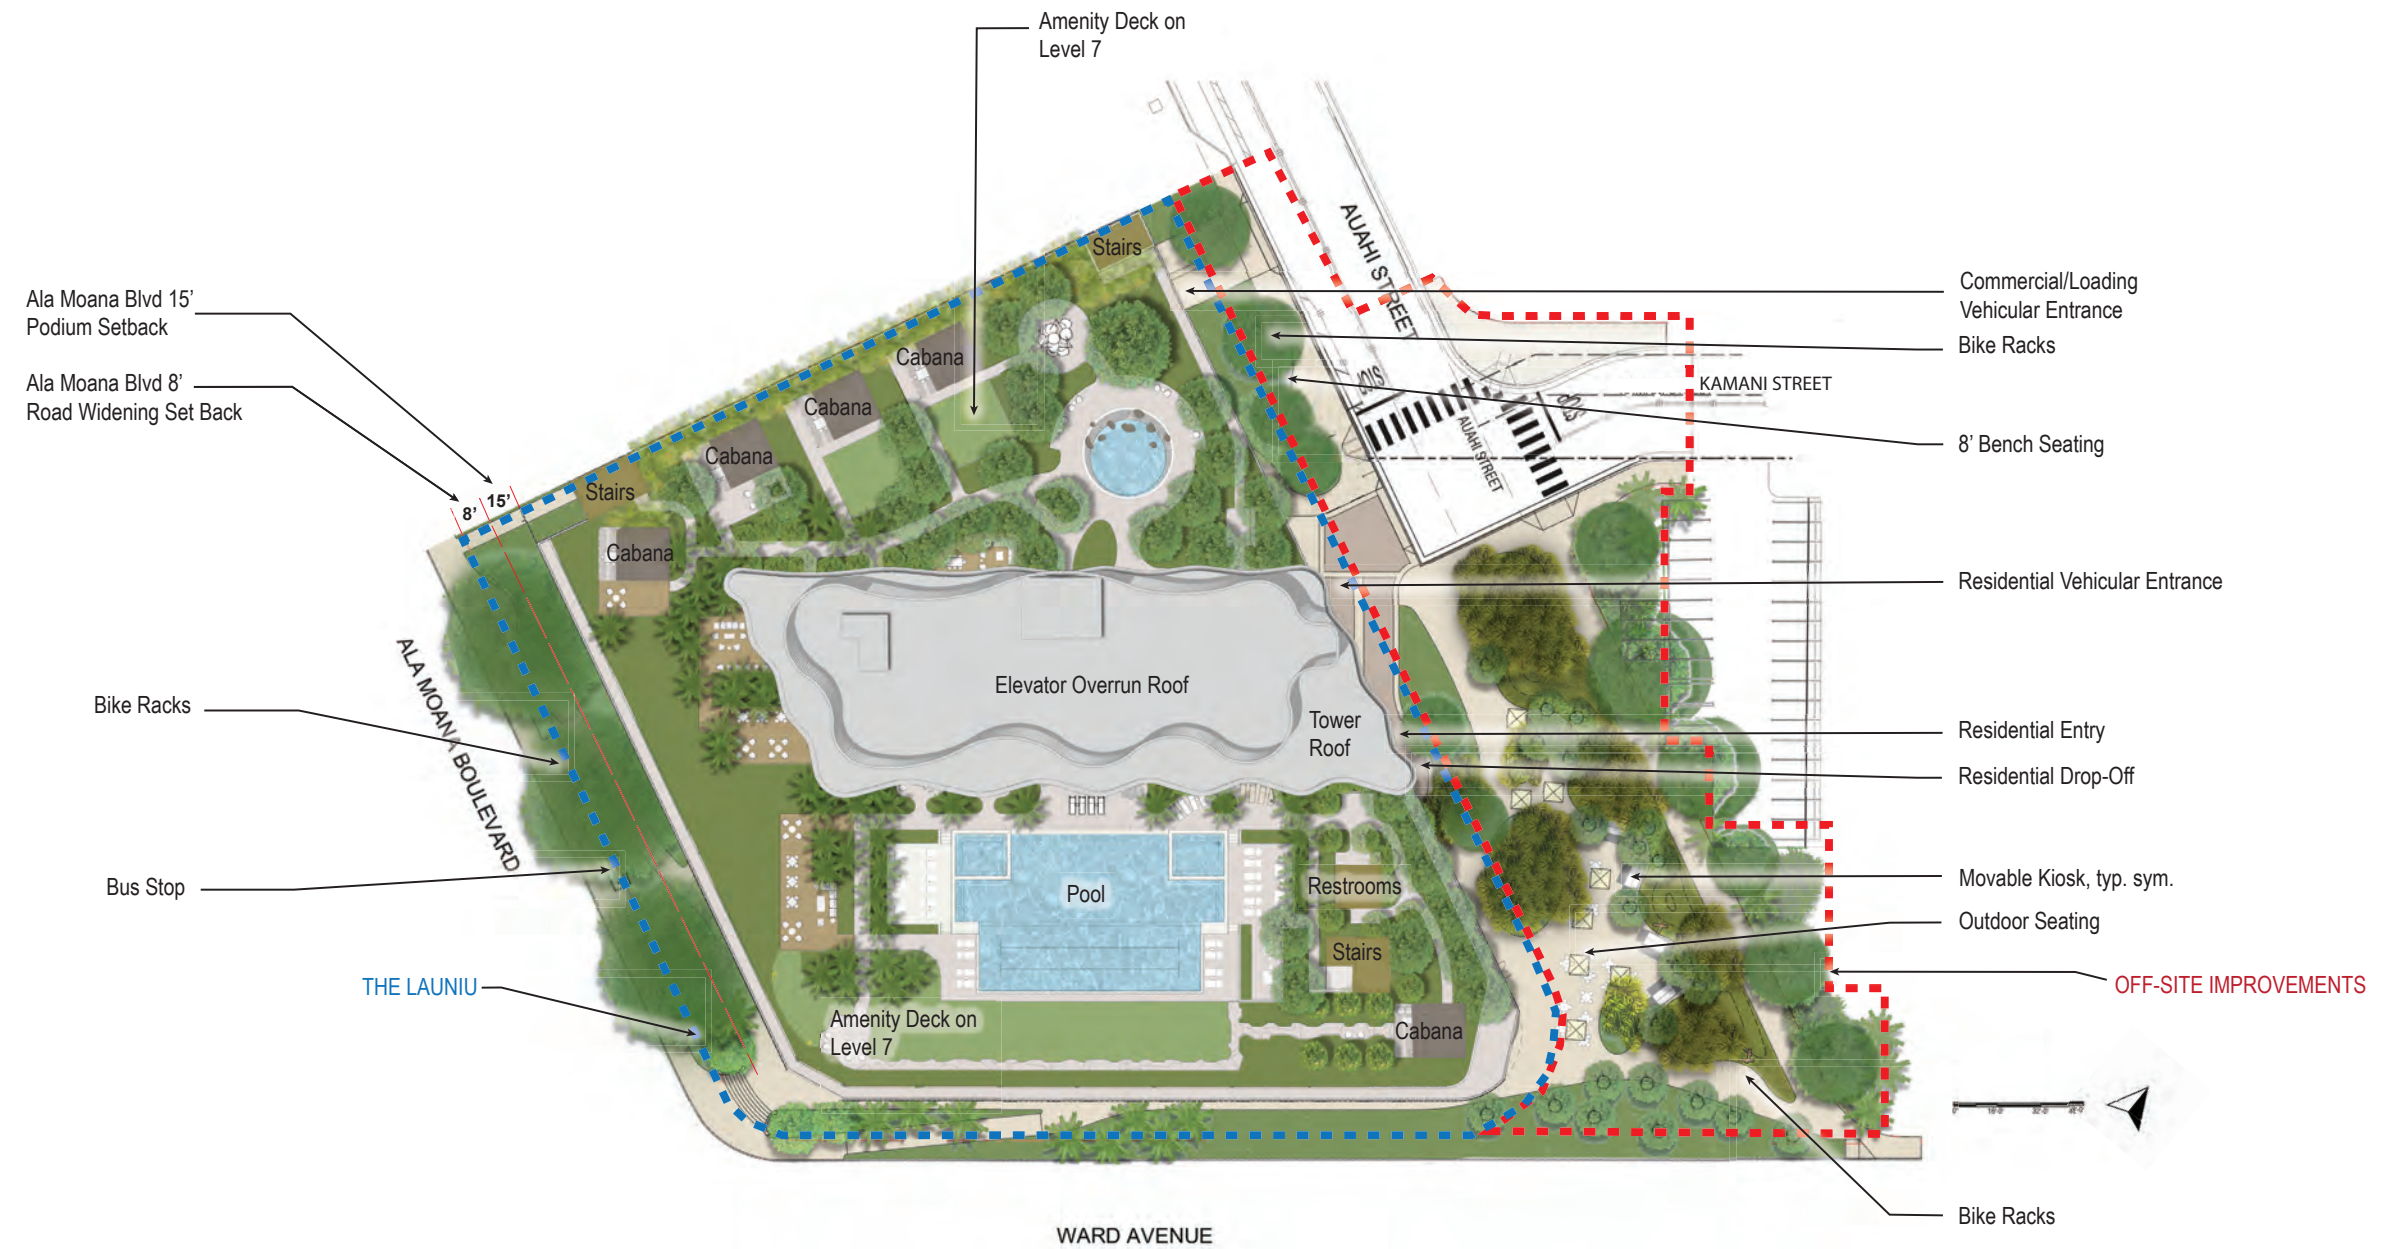 Amenity Deck on
Level 7
Ala Moana Blvd 15’
Podium Setback
Ala Moana Blvd 8’
Road Widening Set Back
8’
15’
Bike Racks
Bus Stop
THE LAUNIU
ALA MOANA BOULEVARD
Stairs
Cabana
Cabana
Cabana
Stairs
Cabana
Elevator Overrun Roof
Tower
Roof
Pool
Restrooms
Stairs
Cabana
Amenity Deck on
Level 7
AUAHI STREET
STOP
AUAHI STREET
STOP
KAMANI STREET
Commercial/Loading
Vehicular Entrance
Bike Racks
8’ Bench Seating
Residential Vehicular Entrance
Residential Entry
Residential Drop-Off
Movable Kiosk, typ. sym.
Outdoor Seating
OFF-SITE IMPROVEMENTS
Bike Racks
WARD AVENUE